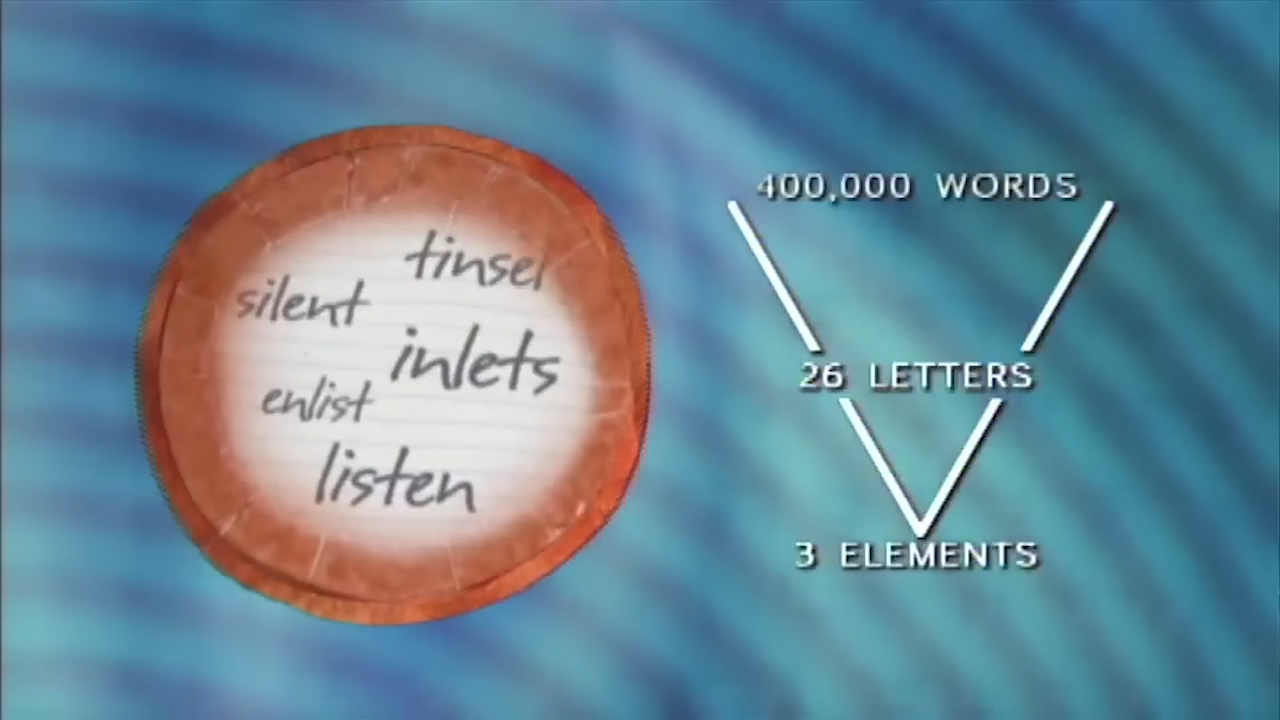 tinsel
silent
inlets
enlist
listen
400,000 WORDS
26 LETTERS
3 ELEMENTS